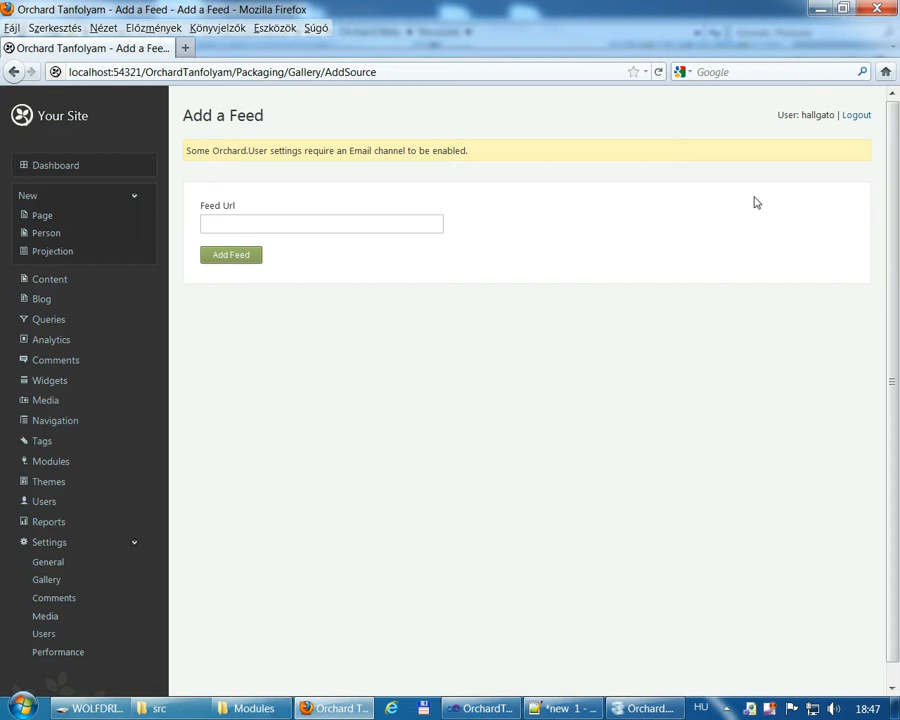 Orchard Tanfolyam - Add a Feed - Add a Feed - Mozilla Firefox
Fájl Szerkesztés Nézet Előzmények Könyvjelzők Eszközök Súgó
Orchard Tanfolyam - Add a Fee...
localhost:54321/OrchardTanfolyam/Packaging/Gallery/AddSource
Google
Your Site
Add a Feed
User: hallgato | Logout
Some Orchard.User settings require an Email channel to be enabled.
Dashboard
New
Page
Person
Projection
Content
Blog
Queries
Analytics
Comments
Widgets
Media
Navigation
Tags
Modules
Themes
Users
Reports
Settings
General
Gallery
Comments
Media
Users
Performance
Feed Url
Add Feed
WOLFDRI...
src
Modules
Orchard T...
OrchardT...
*new 1 - ...
Orchard....
HU
18:47